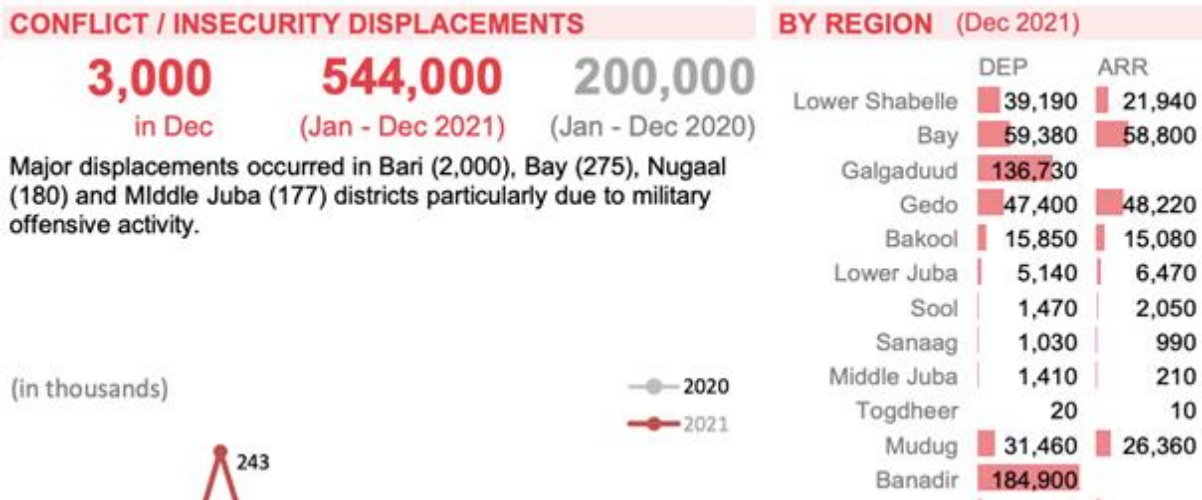 CONFLICT / INSECURITY DISPLACEMENTS
3,000 544,000 200,000
in Dec (Jan - Dec 2021) (Jan - Dec 2020)
Major displacements occurred in Bari (2,000), Bay (275), Nugaal
(180) and MIddle Juba (177) districts particularly due to military
offensive activity.
(in thousands)
2020
2021
243
BY REGION (Dec 2021)
DEP ARR
Lower Shabelle 39,190 21,940
Bay 59,380 58,800
Galgaduud 136,730
Gedo 47,400 48,220
Bakool 15,850 15,080
Lower Juba 5,140 6,470
Sool 1,470 2,050
Sanaag 1,030 990
Middle Juba 1,410 210
Togdheer 20 10
Mudug 31,460 26,360
Banadir 184,900